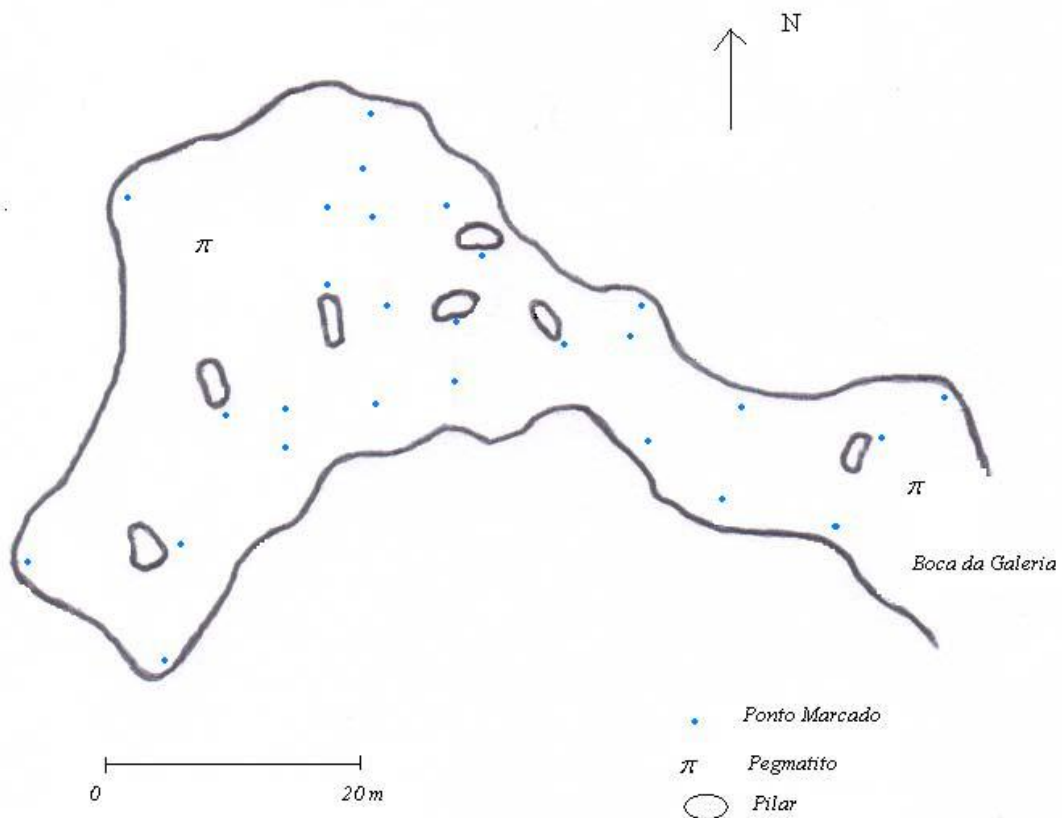 N
π
π
Boca da Galeria
Ponto Marcado
π Pegmatito
0 20 m
Pilar